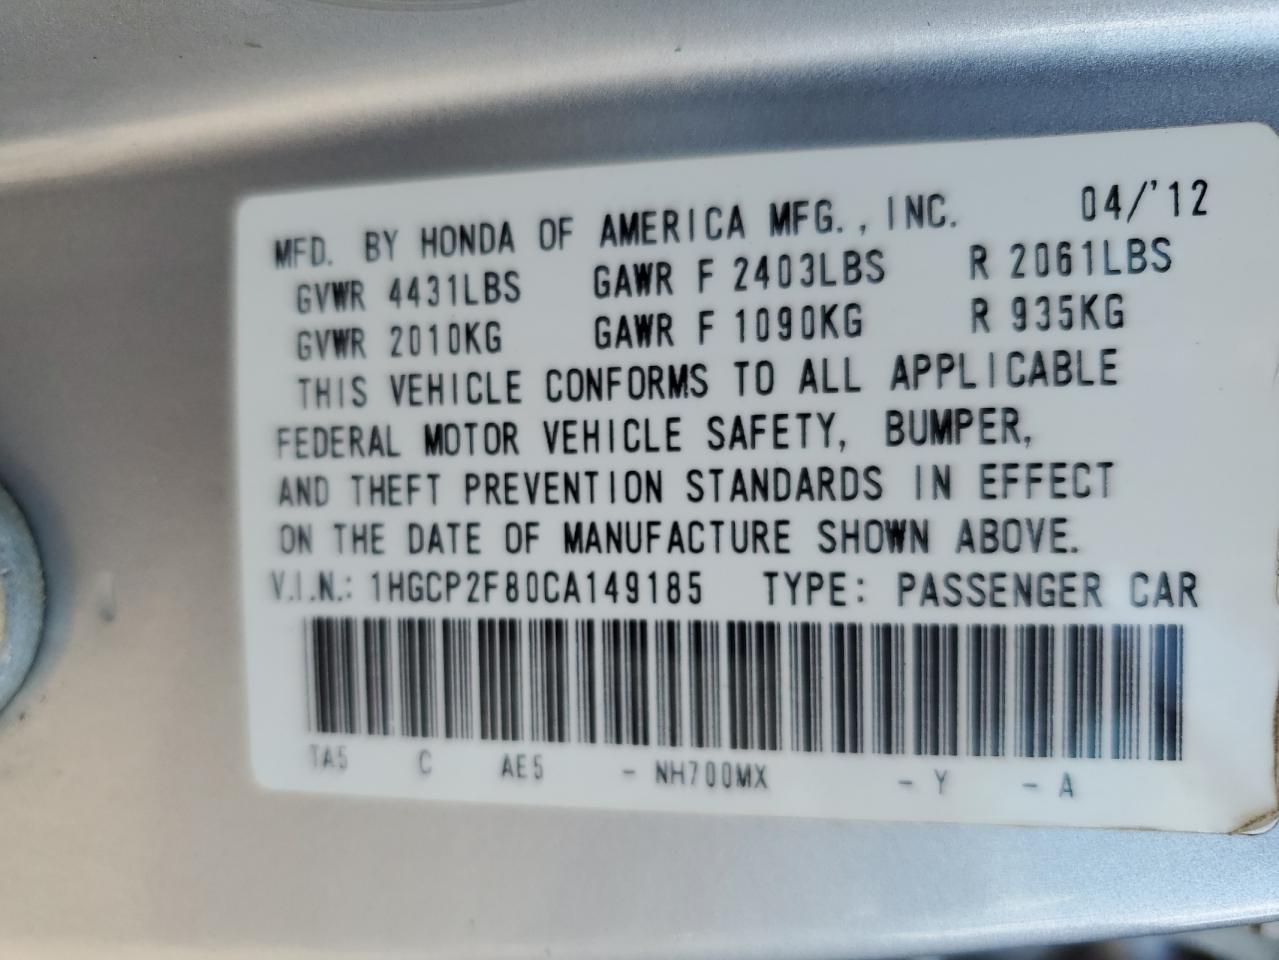 MFD. BY HONDA OF AMERICA MFG., INC. 04/'12
GVWR 4431LBS GAWR F 2403LBS R 2061LBS
GVWR 2010KG GAWR F 1090KG R 935KG
THIS VEHICLE CONFORMS TO ALL APPLICABLE
FEDERAL MOTOR VEHICLE SAFETY, BUMPER,
AND THEFT PREVENTION STANDARDS IN EFFECT
ON THE DATE OF MANUFACTURE SHOWN ABOVE.
V.I.N.: 1HGCP2F80CA149185 TYPE: PASSENGER CAR
TA5 C AE5 - NH700MX - Y - A